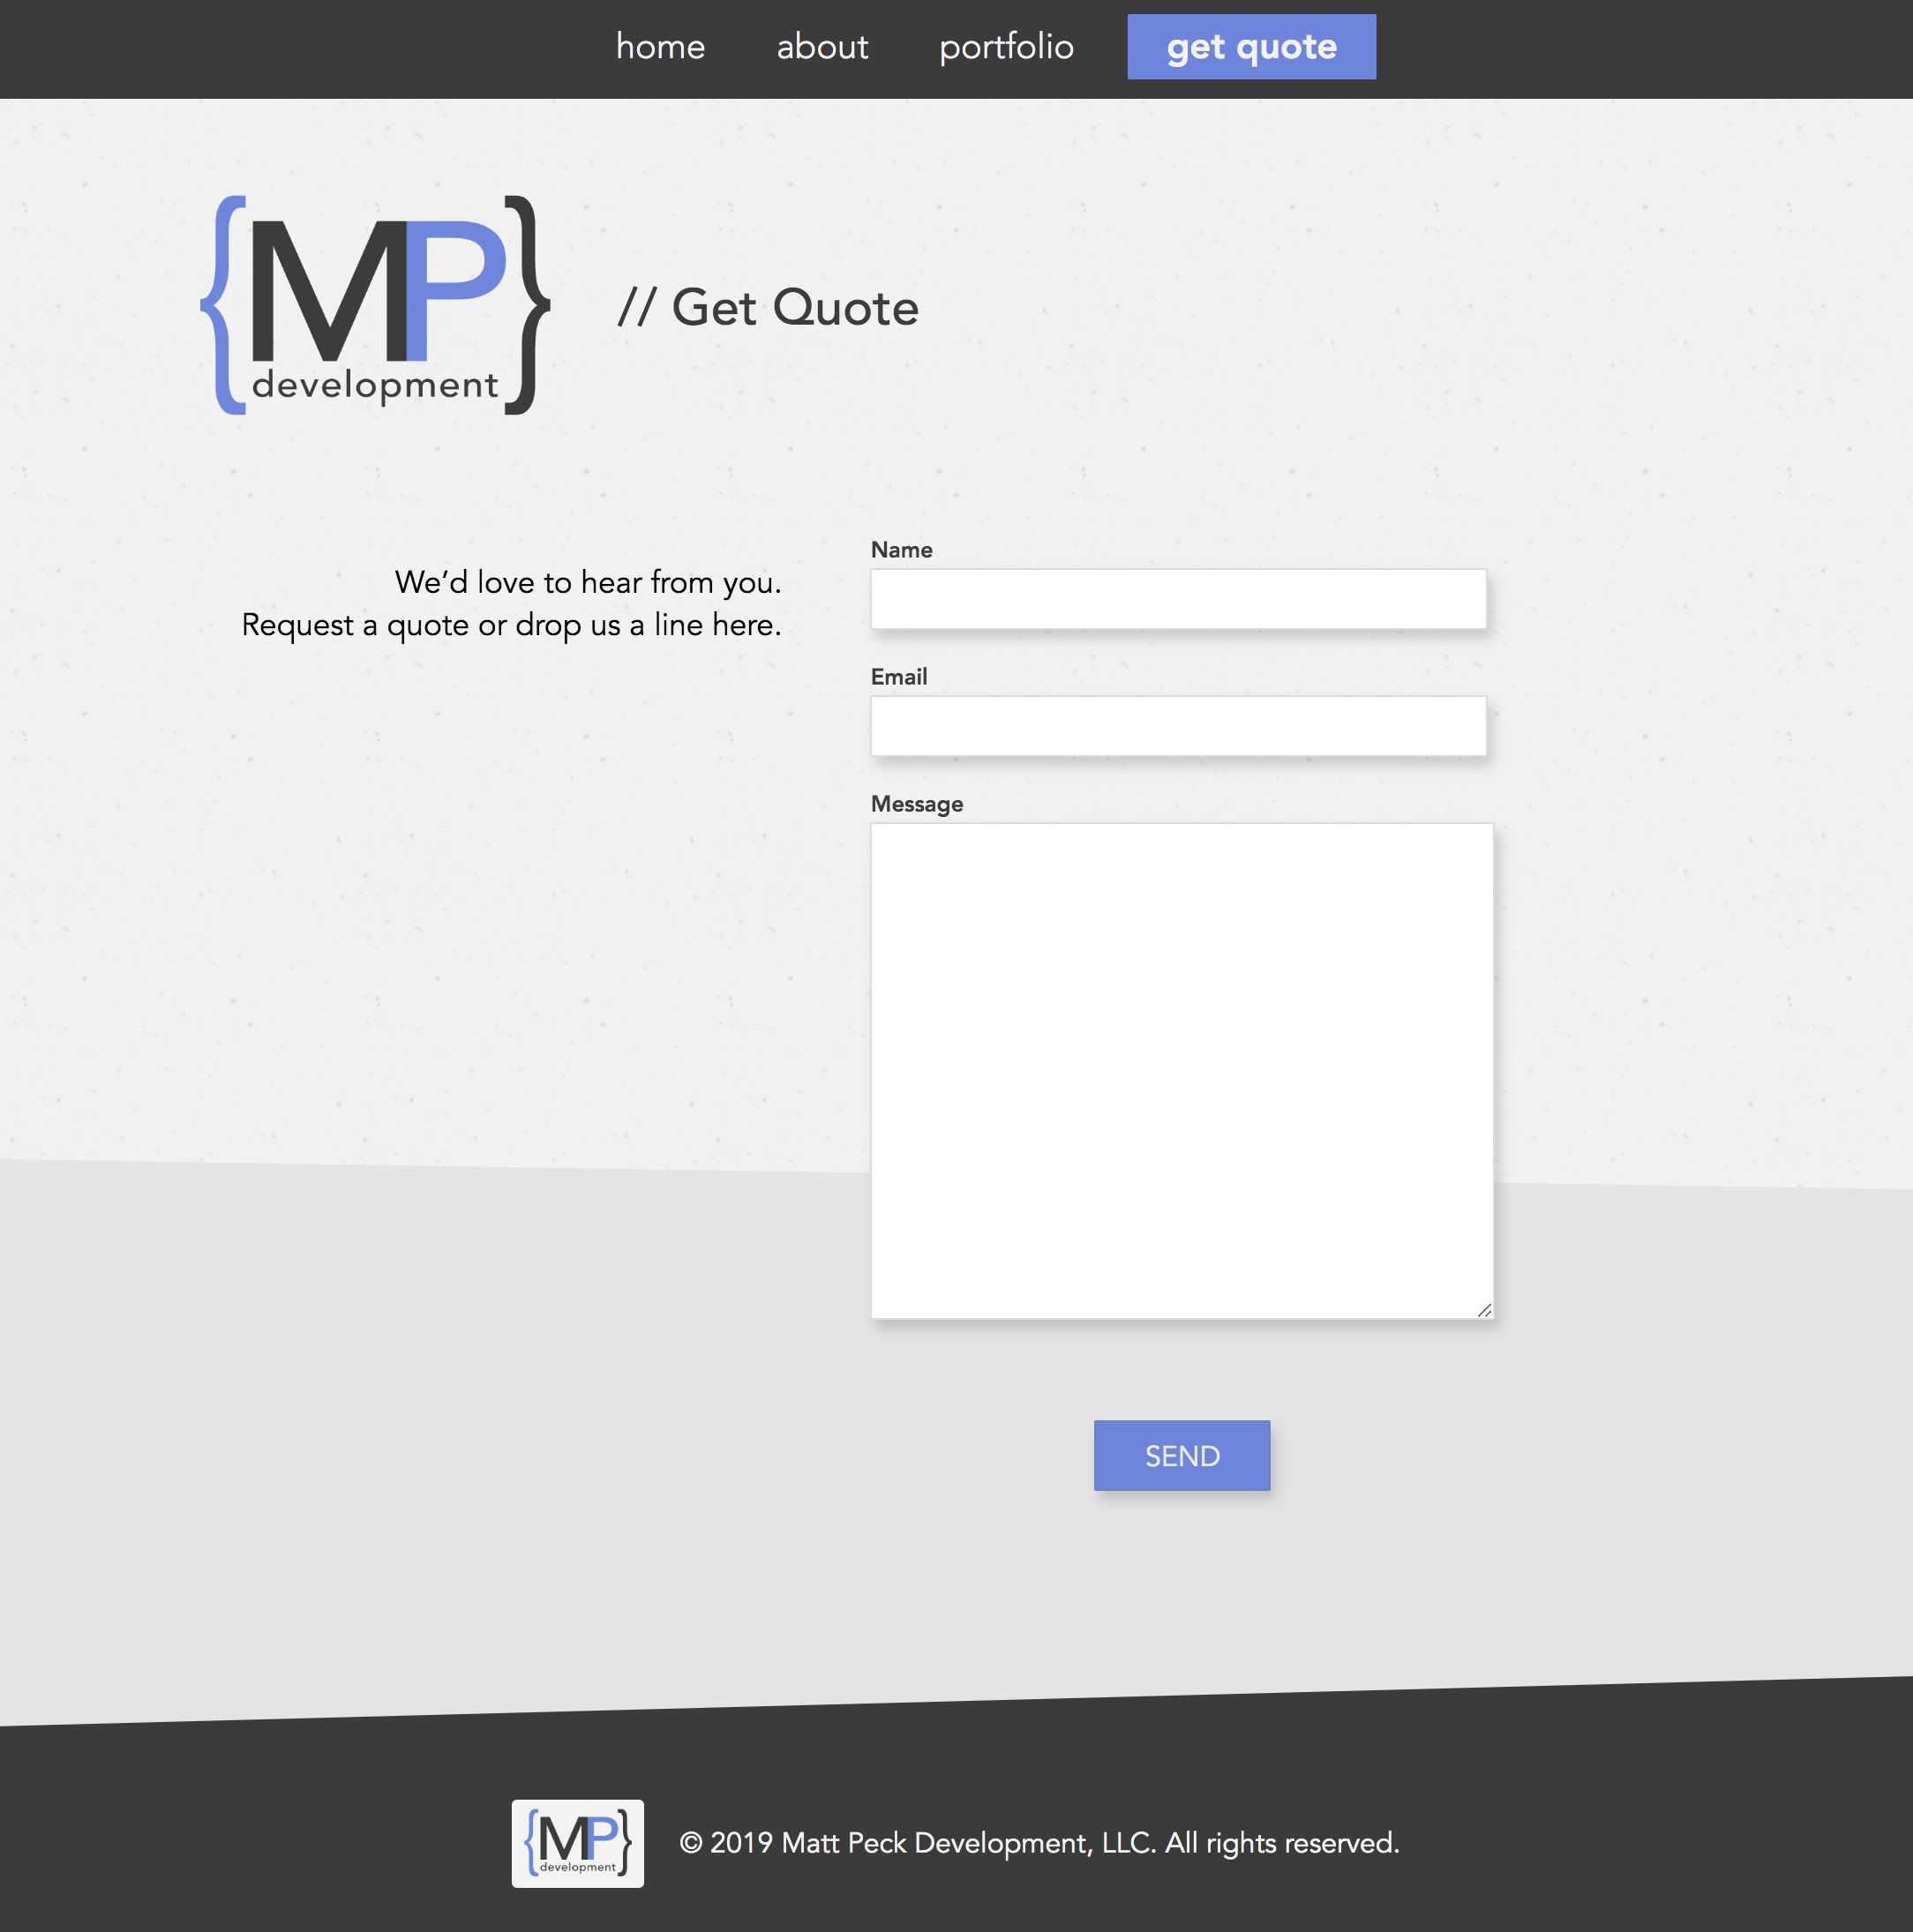 home about portfolio get quote
{MP}
development
// Get Quote
We’d love to hear from you.
Request a quote or drop us a line here.
Name
Email
Message
SEND
{MP}
development
© 2019 Matt Peck Development, LLC. All rights reserved.